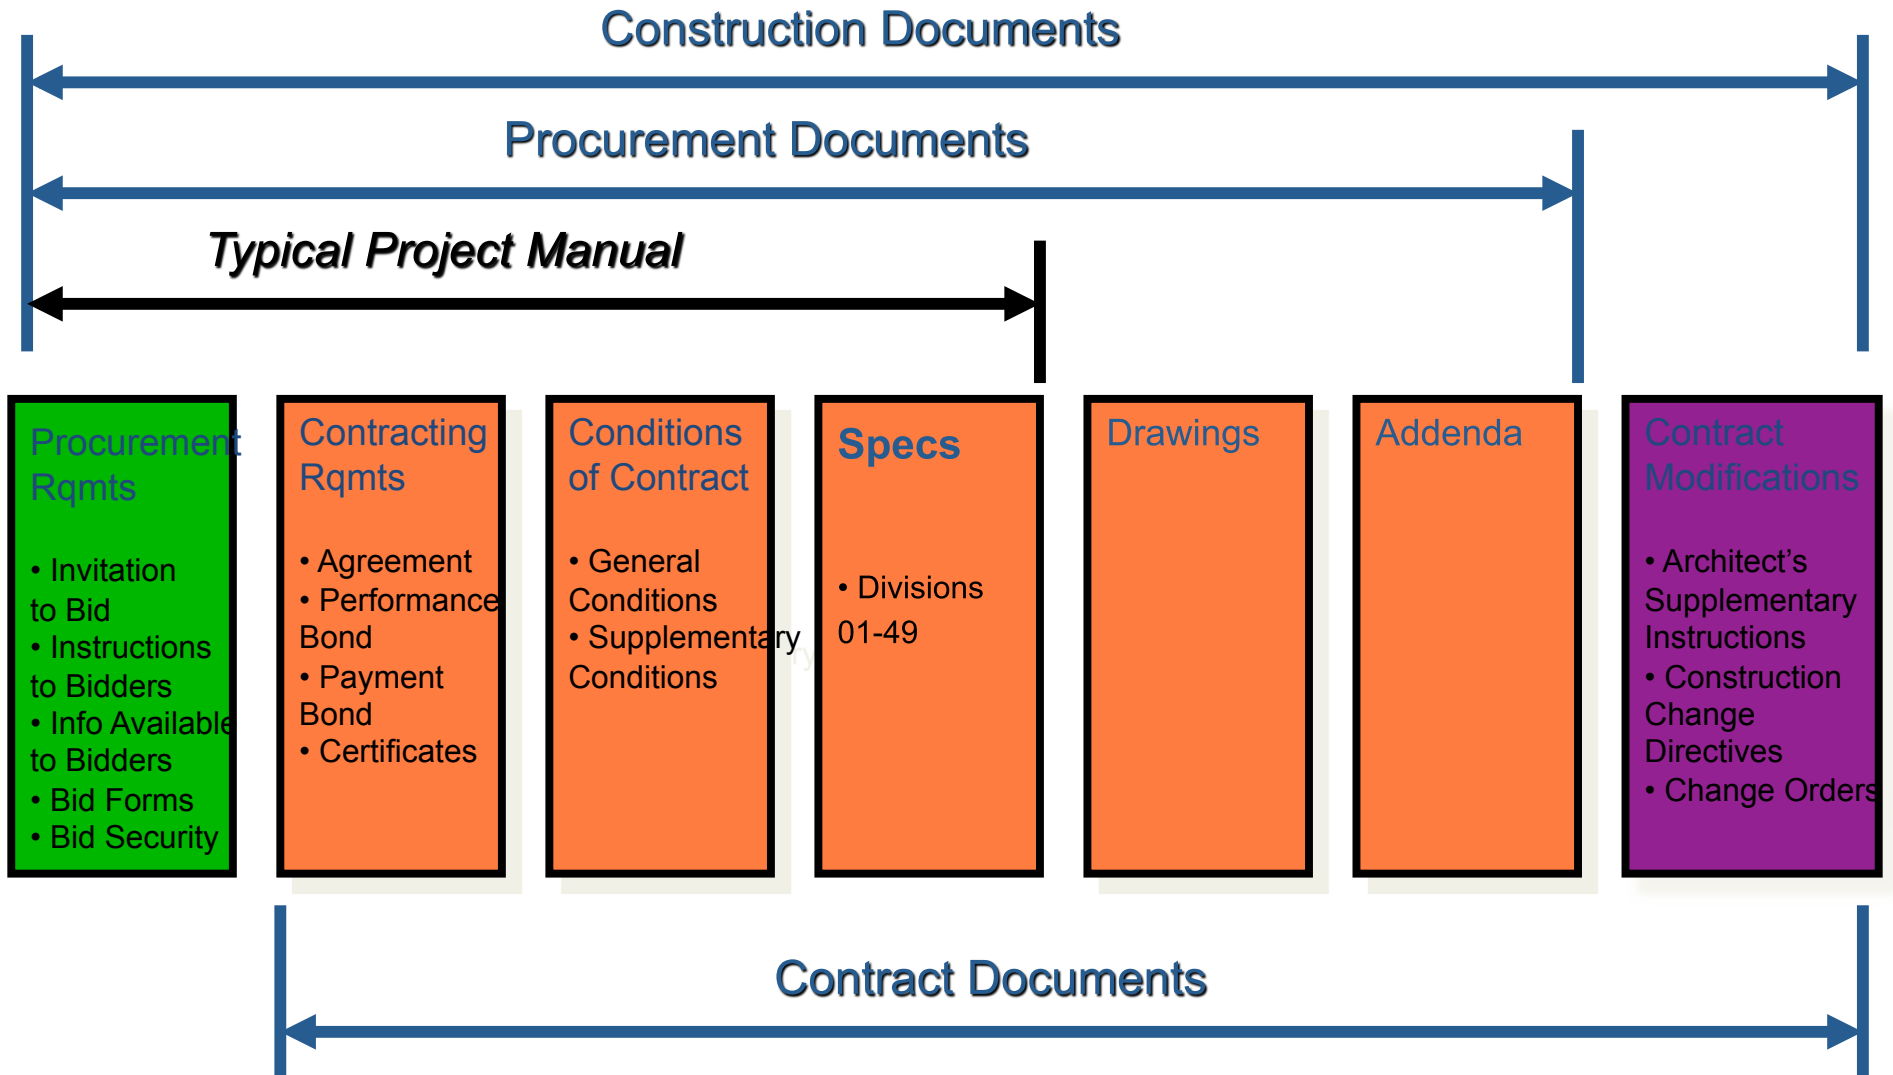 Construction Documents
Procurement Documents
Typical Project Manual
Procurement
Rqmts
• Invitation
to Bid
• Instructions
to Bidders
• Info Available
to Bidders
• Bid Forms
• Bid Security
Contracting
Rqmts
• Agreement
• Performance
Bond
• Payment
Bond
• Certificates
Conditions
of Contract
• General
Conditions
• Supplementary
Conditions
Specs
• Divisions
01-49
Drawings
Addenda
Contract
Modifications
• Architect’s
Supplementary
Instructions
• Construction
Change
Directives
• Change Orders
Contract Documents